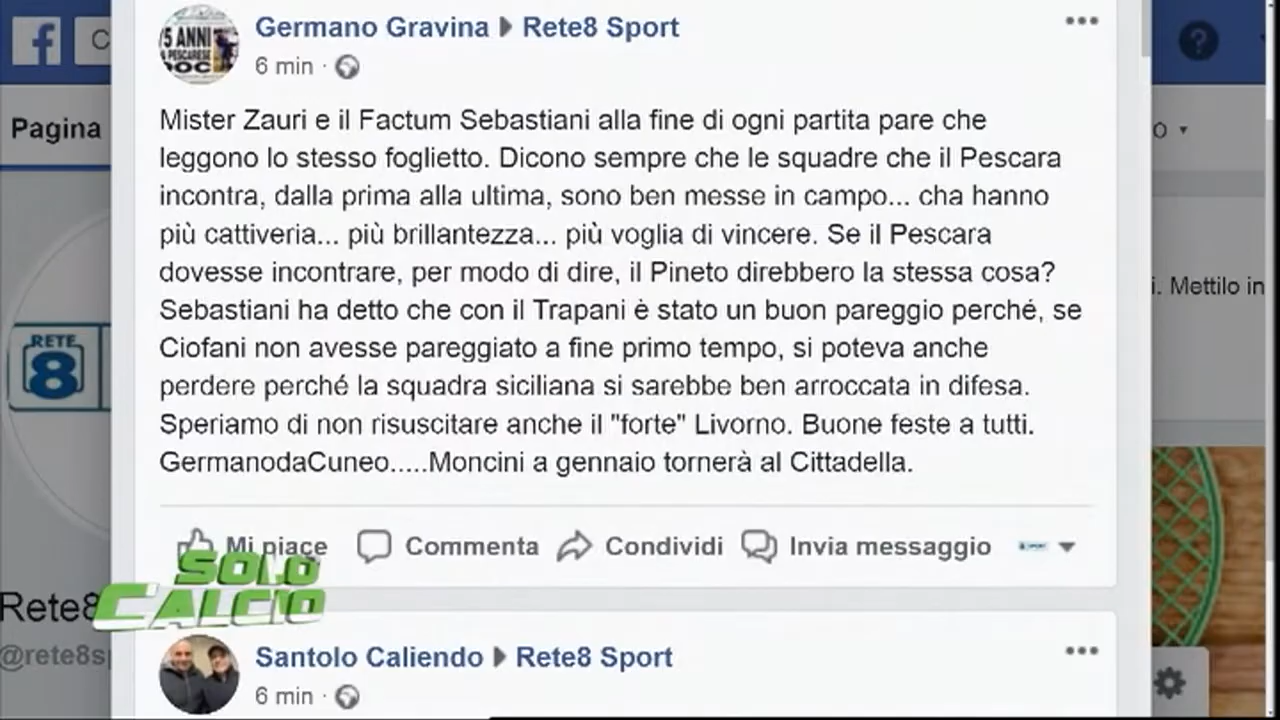 Germano Gravina Rete8 Sport
6 min ·
5 ANNI
PESCARESE
DOC
Pagina
Mister Zauri e il Factum Sebastiani alla fine di ogni partita pare che
leggono lo stesso foglietto. Dicono sempre che le squadre che il Pescara
incontra, dalla prima alla ultima, sono ben messe in campo... cha hanno
più cattiveria... più brillantezza... più voglia di vincere. Se il Pescara
dovesse incontrare, per modo di dire, il Pineto direbbero la stessa cosa?
Sebastiani ha detto che con il Trapani è stato un buon pareggio perché, se
Ciofani non avesse pareggiato a fine primo tempo, si poteva anche
perdere perché la squadra siciliana si sarebbe ben arroccata in difesa.
Speriamo di non risuscitare anche il "forte" Livorno. Buone feste a tutti.
GermanodaCuneo.....Moncini a gennaio tornerà al Cittadella.
i. Mettilo in
RETE
8
Mi piace Commenta Condividi Invia messaggio
SOLO
CALCIO
Rete8
@rete8sp
Santolo Caliendo Rete8 Sport
6 min ·